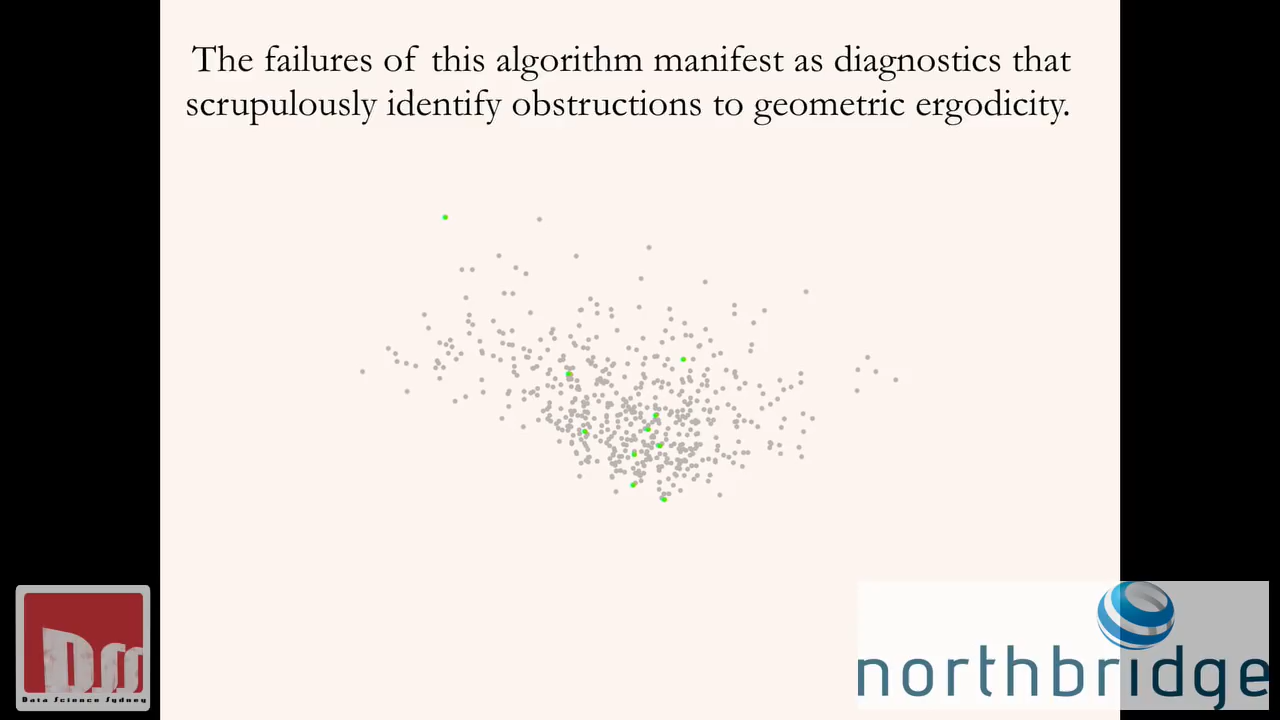 The failures of this algorithm manifest as diagnostics that
scrupulously identify obstructions to geometric ergodicity.
DSS
Data Science Sydney
northbridge